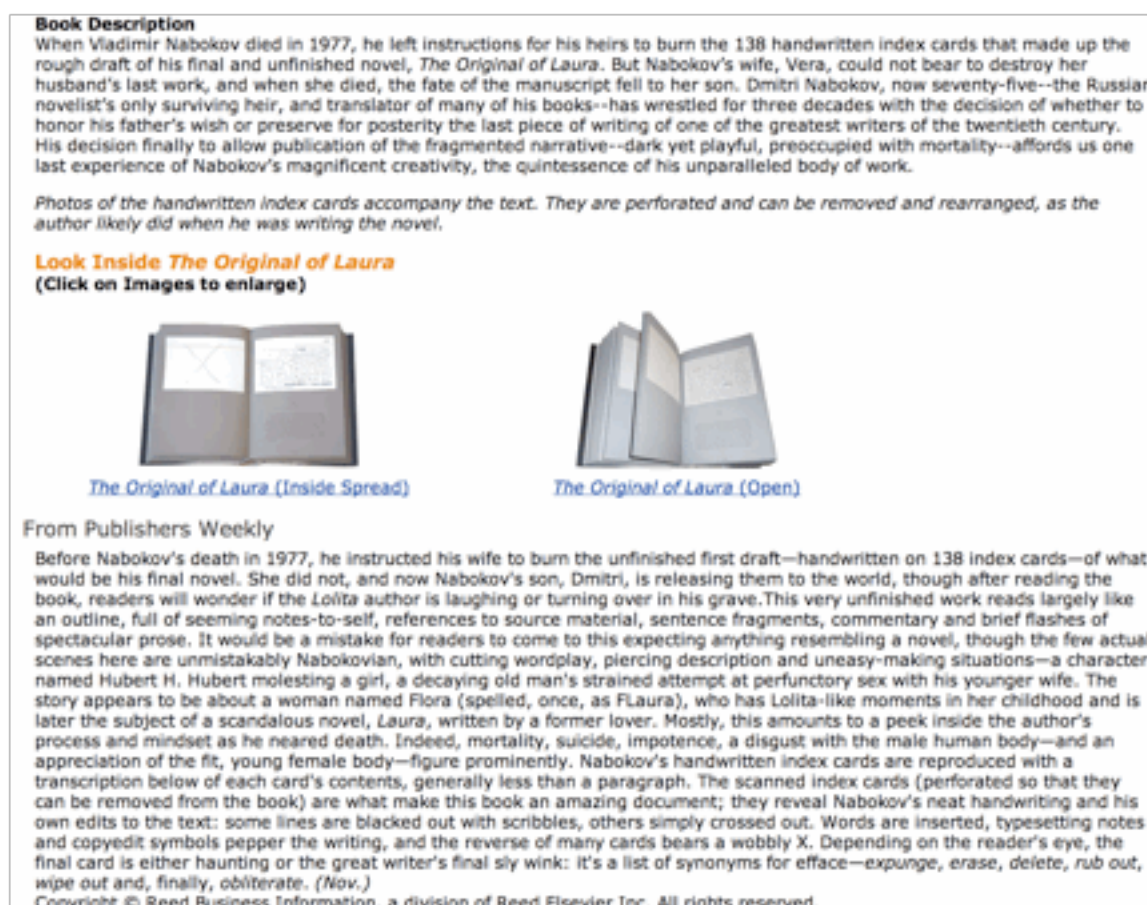 Book Description
When Vladimir Nabokov died in 1977, he left instructions for his heirs to burn the 138 handwritten index cards that made up the
rough draft of his final and unfinished novel, The Original of Laura. But Nabokov's wife, Vera, could not bear to destroy her
husband's last work, and when she died, the fate of the manuscript fell to her son. Dmitri Nabokov, now seventy-five--the Russian
novelist's only surviving heir, and translator of many of his books--has wrestled for three decades with the decision of whether to
honor his father's wish or preserve for posterity the last piece of writing of one of the greatest writers of the twentieth century.
His decision finally to allow publication of the fragmented narrative--dark yet playful, preoccupied with mortality--affords us one
last experience of Nabokov's magnificent creativity, the quintessence of his unparalleled body of work.
Photos of the handwritten index cards accompany the text. They are perforated and can be removed and rearranged, as the
author likely did when he was writing the novel.
Look Inside The Original of Laura
(Click on Images to enlarge)
The Original of Laura (Inside Spread)
The Original of Laura (Open)
From Publishers Weekly
Before Nabokov's death in 1977, he instructed his wife to burn the unfinished first draft—handwritten on 138 index cards—of what
would be his final novel. She did not, and now Nabokov's son, Dmitri, is releasing them to the world, though after reading the
book, readers will wonder if the Lolita author is laughing or turning over in his grave.This very unfinished work reads largely like
an outline, full of seeming notes-to-self, references to source material, sentence fragments, commentary and brief flashes of
spectacular prose. It would be a mistake for readers to come to this expecting anything resembling a novel, though the few actual
scenes here are unmistakably Nabokovian, with cutting wordplay, piercing description and uneasy-making situations—a character
named Hubert H. Hubert molesting a girl, a decaying old man's strained attempt at perfunctory sex with his younger wife. The
story appears to be about a woman named Flora (spelled, once, as FLaura), who has Lolita-like moments in her childhood and is
later the subject of a scandalous novel, Laura, written by a former lover. Mostly, this amounts to a peek inside the author's
process and mindset as he neared death. Indeed, mortality, suicide, impotence, a disgust with the male human body—and an
appreciation of the fit, young female body—figure prominently. Nabokov's handwritten index cards are reproduced with a
transcription below of each card's contents, generally less than a paragraph. The scanned index cards (perforated so that they
can be removed from the book) are what make this book an amazing document; they reveal Nabokov's neat handwriting and his
own edits to the text: some lines are blacked out with scribbles, others simply crossed out. Words are inserted, typesetting notes
and copyedit symbols pepper the writing, and the reverse of many cards bears a wobbly X. Depending on the reader's eye, the
final card is either haunting or the great writer's final sly wink: it's a list of synonyms for efface—expunge, erase, delete, rub out,
wipe out and, finally, obliterate. (Nov.)
Copyright © Reed Business Information, a division of Reed Elsevier Inc. All rights reserved.